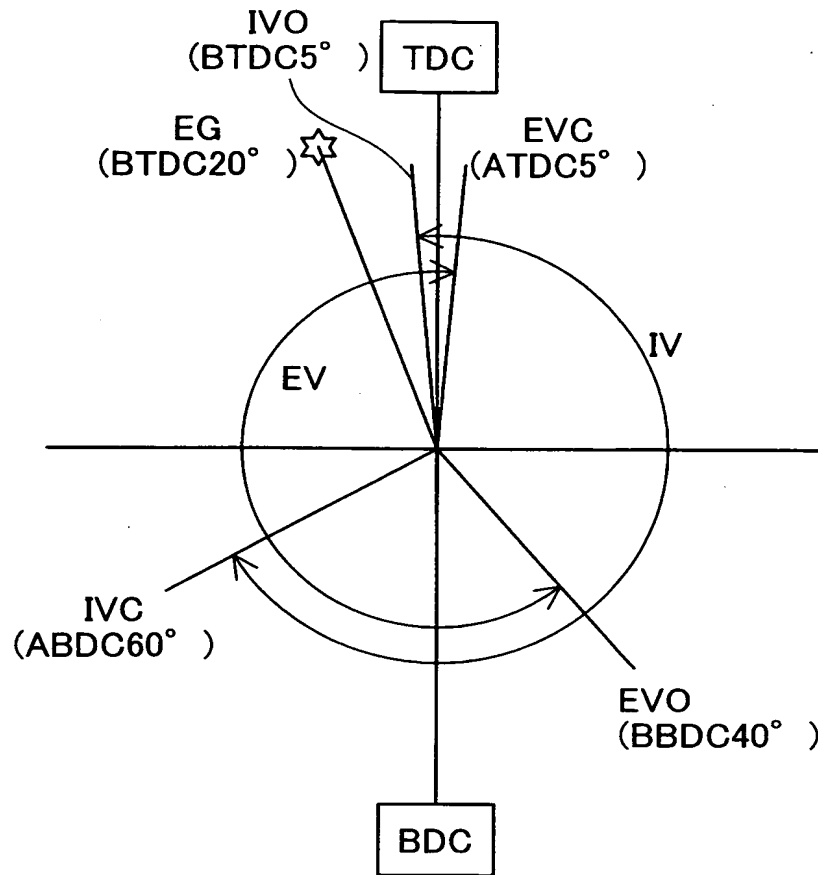 IVO
(BTDC5°)
TDC
EG
(BTDC20°)
EVC
(ATDC5°)
IV
EV
IVC
(ABDC60°)
EVO
(BBDC40°)
BDC